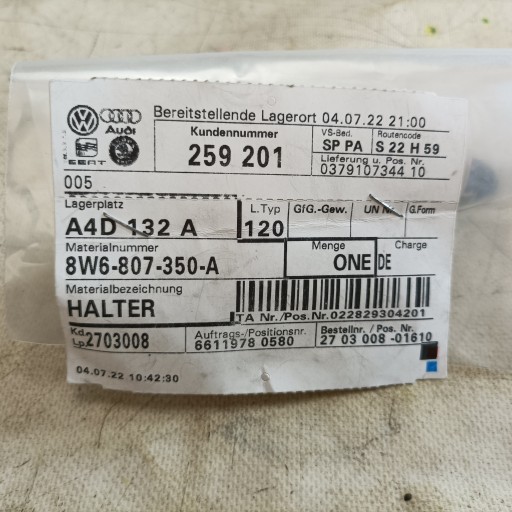 Bereitstellende Lagerort 04.07.22 21:00
Audi
SEAT
Kundennummer
259 201
VS-Bed.
SP PA
Routencode
S 22 H 59
Lieferung u. Pos. Nr.
0379107344 10
005
Lagerplatz
A4D 132 A
L.Typ
120
GfG.-Gew.
UN Nr.
G.Form
Materialnummer
8W6-807-350-A
Menge
ONE
Charge
DE
Materialbezeichnung
HALTER
TA Nr./Pos.Nr.022829304201
Kd.
Lp.2703008
Auftrags-/Positionsnr.
66119780 0580
Bestellnr. / Pos. Nr.
27 03 008 -01610
04.07.22 10:42:30